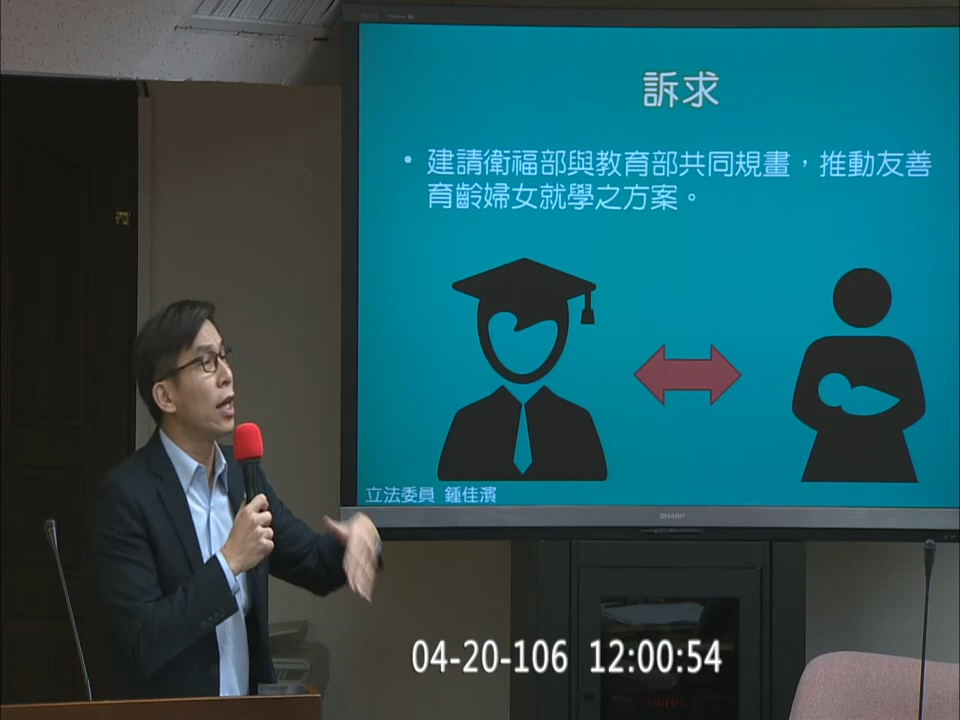 訴求
• 建請衛福部與教育部共同規畫，推動友善
育齡婦女就學之方案。
立法委員 鍾佳濱
SHARP
04-20-106 12:00:54